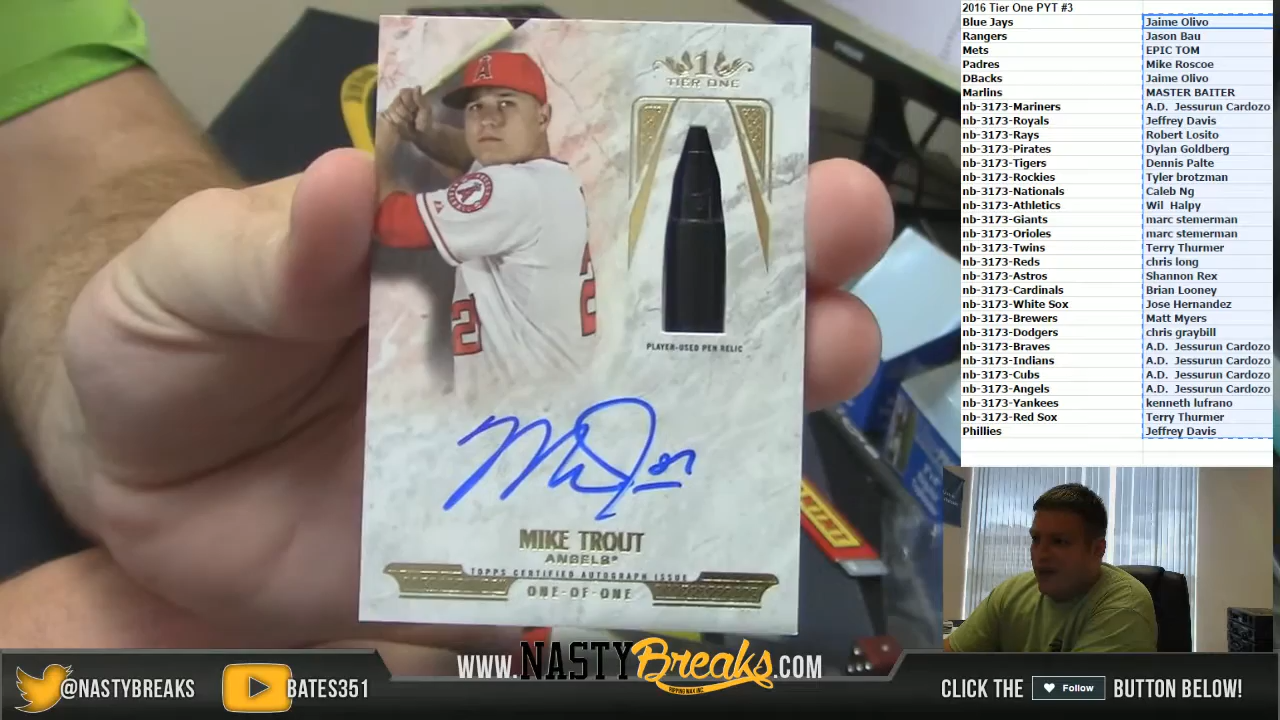 1
TIER ONE
A
PLAYER-USED PEN RELIC
MIKE TROUT
ANGELS
TOPPS CERTIFIED AUTOGRAPH ISSUE
ONE-OF-ONE
PANINI
2016 Tier One PYT #3
Blue Jays Jaime Olivo
Rangers Jason Bau
Mets EPIC TOM
Padres Mike Roscoe
DBacks Jaime Olivo
Marlins MASTER BAITER
nb-3173-Mariners A.D. Jessurun Cardozo
nb-3173-Royals Jeffrey Davis
nb-3173-Rays Robert Losito
nb-3173-Pirates Dylan Goldberg
nb-3173-Tigers Dennis Palte
nb-3173-Rockies Tyler brotzman
nb-3173-Nationals Caleb Ng
nb-3173-Athletics Wil Halpy
nb-3173-Giants marc stemerman
nb-3173-Orioles marc stemerman
nb-3173-Twins Terry Thurmer
nb-3173-Reds chris long
nb-3173-Astros Shannon Rex
nb-3173-Cardinals Brian Looney
nb-3173-White Sox Jose Hernandez
nb-3173-Brewers Matt Myers
nb-3173-Dodgers chris graybill
nb-3173-Braves A.D. Jessurun Cardozo
nb-3173-Indians A.D. Jessurun Cardozo
nb-3173-Cubs A.D. Jessurun Cardozo
nb-3173-Angels A.D. Jessurun Cardozo
nb-3173-Yankees kenneth lufrano
nb-3173-Red Sox Terry Thurmer
Phillies Jeffrey Davis
@NASTYBREAKS
BATES351
WWW.NASTYBreaks.COM
RIPPING WAX INC.
CLICK THE Follow BUTTON BELOW!